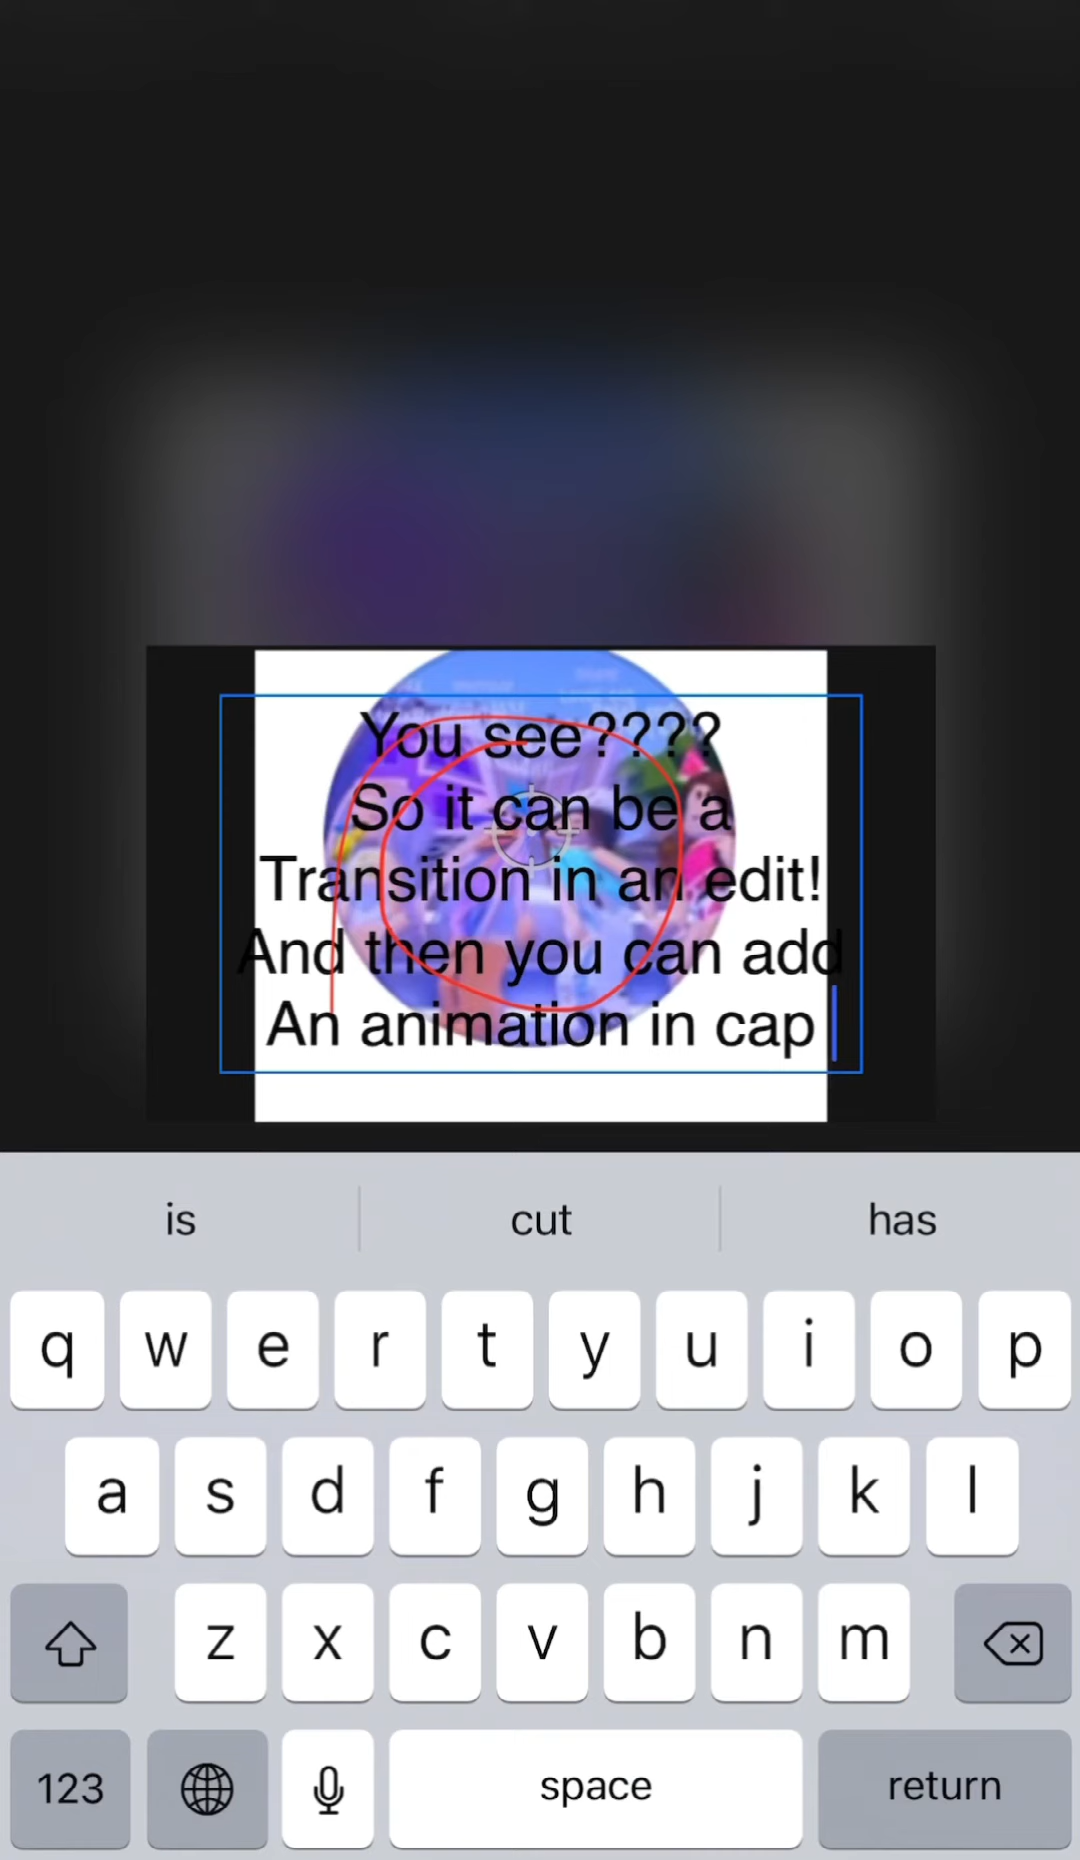 You see????
So it can be a
Transition in an edit!
And then you can add
An animation in cap
is cut has
q w e r t y u i o p
a s d f g h j k l
z x c v b n m
123 space return